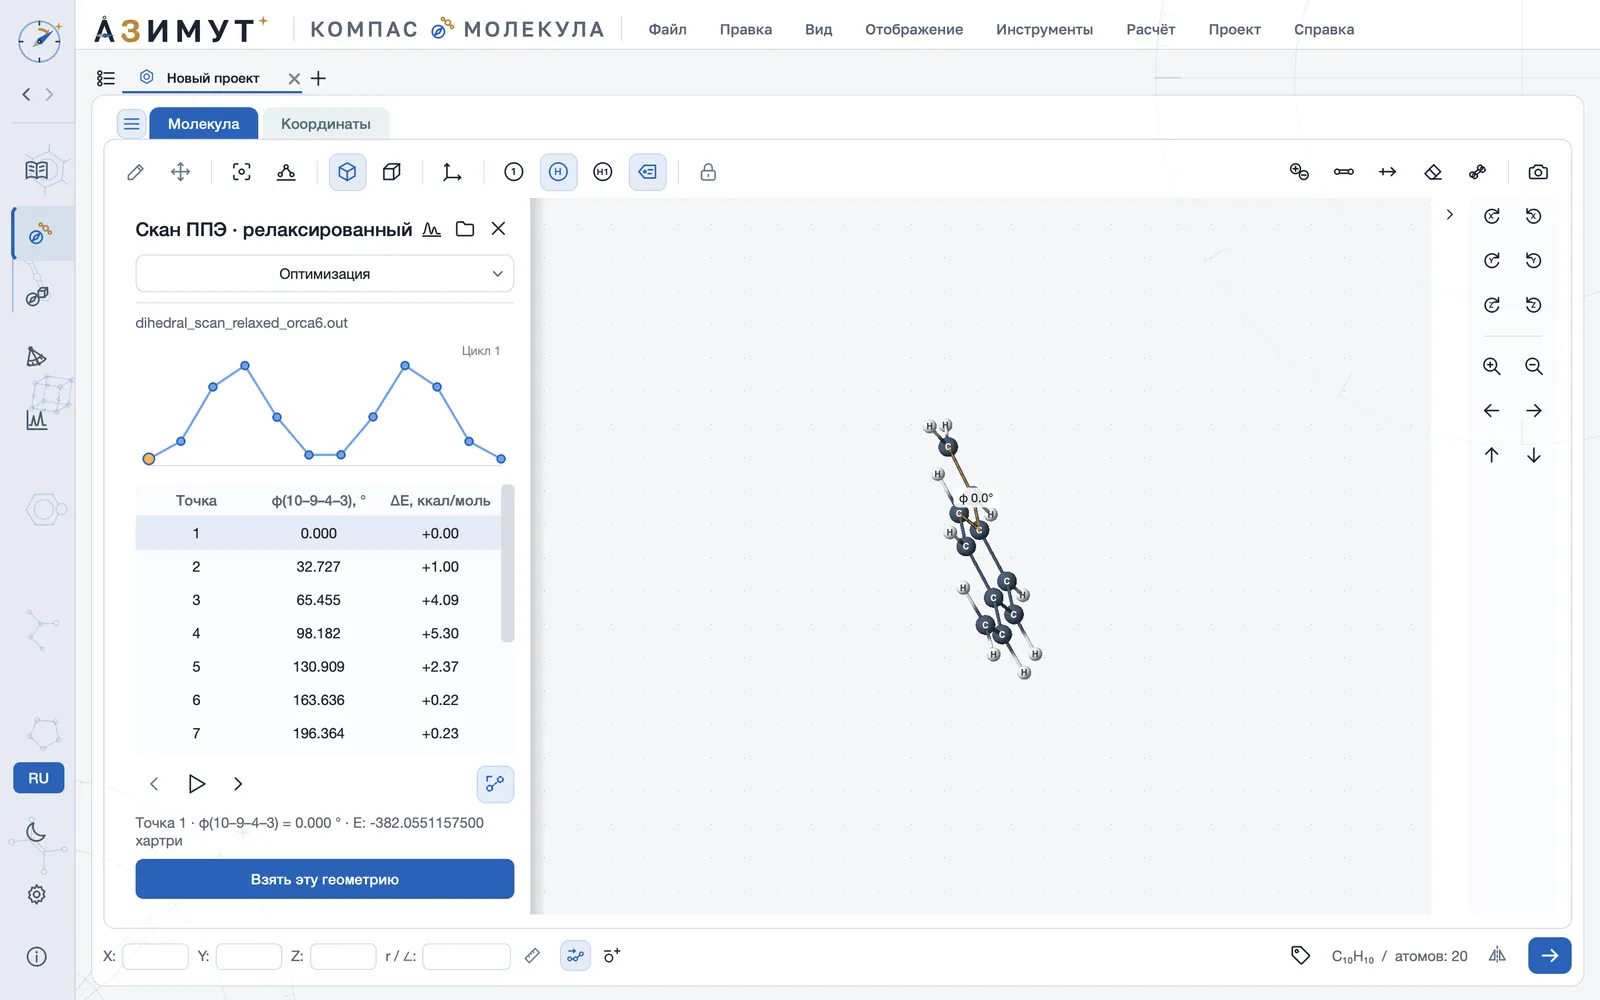 АЗИМУТ
КОМПАС МОЛЕКУЛА
Файл Правка Вид Отображение Инструменты Расчёт Проект Справка
Новый проект
Молекула Координаты
1 H H1
Скан ППЭ · релаксированный
Оптимизация
dihedral_scan_relaxed_orca6.out
Цикл 1
Точка ϕ(10–9–4–3), ° ΔE, ккал/моль
1 0.000 +0.00
2 32.727 +1.00
3 65.455 +4.09
4 98.182 +5.30
5 130.909 +2.37
6 163.636 +0.22
7 196.364 +0.23
Точка 1 · ϕ(10–9–4–3) = 0.000 ° · E: -382.0551157500
хартри
Взять эту геометрию
H H
C
H
ϕ 0.0°
C H
H C
C
C
H C H
C
C C
H H
H
X X
Y Y
Z Z
RU
X: Y: Z: r / ∠:
C₁₀H₁₀ / атомов: 20